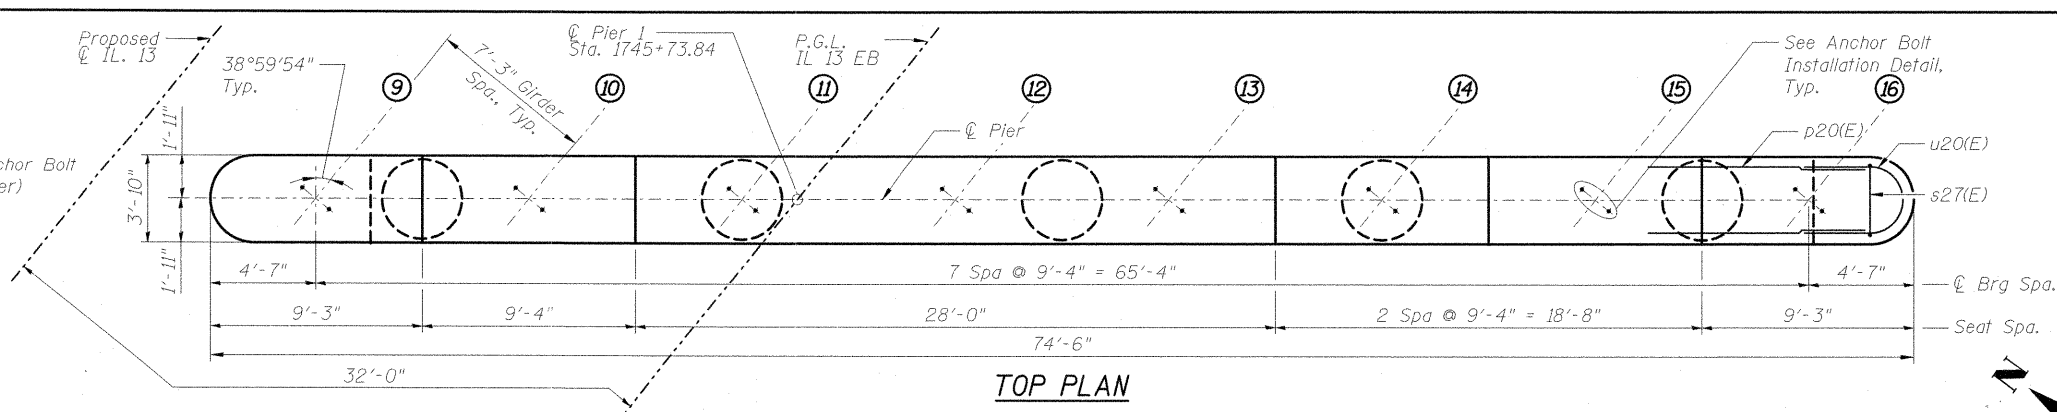 Proposed
℄ IL. 13
38°59'54"
Typ.
7'-3" Girder
Spa., Typ.
℄ Pier 1
Sta. 1745+73.84
P.G.L.
IL 13 EB
See Anchor Bolt
Installation Detail,
Typ.
9
10
11
12
13
14
15
16
℄ Pier
p20(E)
u20(E)
s27(E)
chor Bolt
er)
1'-11"
3'-10"
1'-11"
4'-7"
7 Spa @ 9'-4" = 65'-4"
4'-7"
℄ Brg Spa.
9'-3"
9'-4"
28'-0"
2 Spa @ 9'-4" = 18'-8"
9'-3"
Seat Spa.
74'-6"
32'-0"
TOP PLAN
N